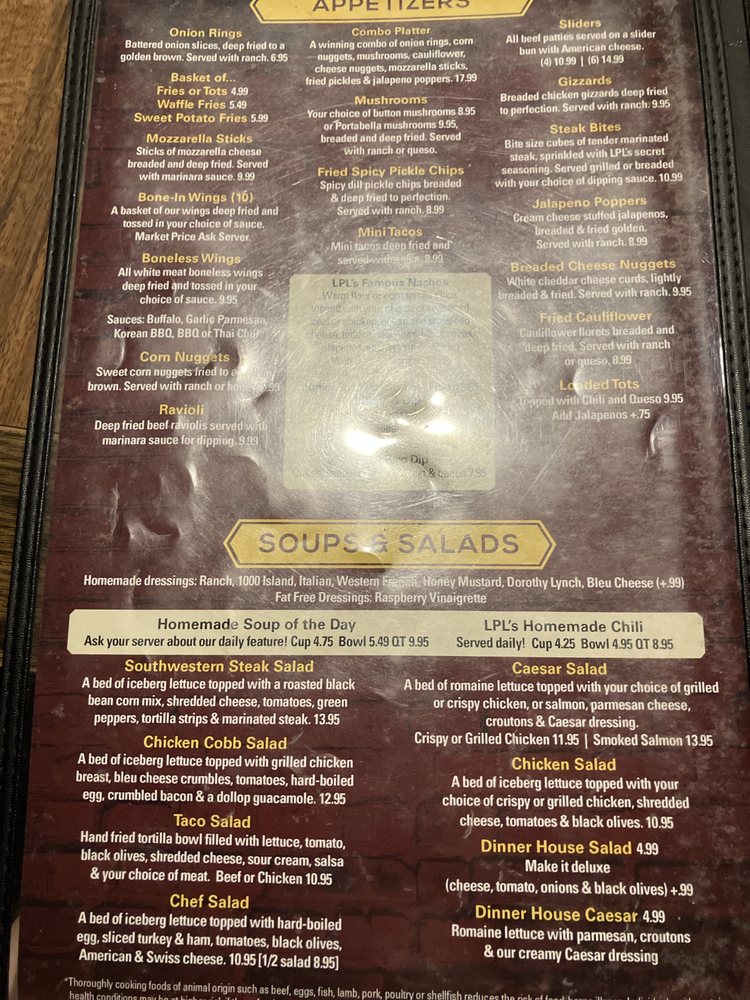 APPETIZERS
Onion Rings
Battered onion slices, deep fried to a
golden brown. Served with ranch. 6.95
Basket of...
Fries or Tots 4.99
Waffle Fries 5.49
Sweet Potato Fries 5.99
Mozzarella Sticks
Sticks of mozzarella cheese
breaded and deep fried. Served
with marinara sauce. 9.99
Bone-In Wings (10)
A basket of our wings deep fried and
tossed in your choice of sauce.
Market Price Ask Server.
Boneless Wings
All white meat boneless wings
deep fried and tossed in your
choice of sauce. 9.95
Sauces: Buffalo, Garlic Parmesan,
Korean BBQ, BBQ or Thai Chili
Corn Nuggets
Sweet corn nuggets fried to a
brown. Served with ranch or 9.99
Ravioli
Deep fried beef raviolis served with
marinara sauce for dipping. 9.99
Combo Platter
A winning combo of onion rings, corn
nuggets, mushrooms, cauliflower,
cheese nuggets, mozzarella sticks,
fried pickles & jalapeno poppers. 17.99
Mushrooms
Your choice of button mushrooms 8.95
or Portabella mushrooms 9.95,
breaded and deep fried. Served
with ranch or queso.
Fried Spicy Pickle Chips
Spicy dill pickle chips breaded
& deep fried to perfection.
Served with ranch. 8.99
Mini Tacos
Mini tacos deep fried and
served with salsa. 8.99
LPL's Famous Nachos
Dip
7.95
Sliders
All beef patties served on a slider
bun with American cheese.
(4) 10.99 | (6) 14.99
Gizzards
Breaded chicken gizzards deep fried
to perfection. Served with ranch. 9.95
Steak Bites
Bite size cubes of tender marinated
steak, sprinkled with LPL's secret
seasoning. Served grilled or breaded
with your choice of dipping sauce. 10.99
Jalapeno Poppers
Cream cheese stuffed jalapenos,
breaded & fried golden.
Served with ranch. 8.99
Breaded Cheese Nuggets
White cheddar cheese curds, lightly
breaded & fried. Served with ranch. 9.95
Fried Cauliflower
Cauliflower florets breaded and
deep fried. Served with ranch
or queso. 8.99
Loaded Tots
Topped with Chili and Queso 9.95
Add Jalapenos +.75
SOUPS & SALADS
Homemade dressings: Ranch, 1000 Island, Italian, Western French, Honey Mustard, Dorothy Lynch, Bleu Cheese (+.99)
Fat Free Dressings: Raspberry Vinaigrette
Homemade Soup of the Day
Ask your server about our daily feature! Cup 4.75 Bowl 5.49 QT 9.95
LPL's Homemade Chili
Served daily! Cup 4.25 Bowl 4.95 QT 8.95
Southwestern Steak Salad
A bed of iceberg lettuce topped with a roasted black
bean corn mix, shredded cheese, tomatoes, green
peppers, tortilla strips & marinated steak. 13.95
Chicken Cobb Salad
A bed of iceberg lettuce topped with grilled chicken
breast, bleu cheese crumbles, tomatoes, hard-boiled
egg, crumbled bacon & a dollop guacamole. 12.95
Taco Salad
Hand fried tortilla bowl filled with lettuce, tomato,
black olives, shredded cheese, sour cream, salsa
& your choice of meat. Beef or Chicken 10.95
Chef Salad
A bed of iceberg lettuce topped with hard-boiled
egg, sliced turkey & ham, tomatoes, black olives,
American & Swiss cheese. 10.95 [1/2 salad 8.95]
Caesar Salad
A bed of romaine lettuce topped with your choice of grilled
or crispy chicken, or salmon, parmesan cheese,
croutons & Caesar dressing.
Crispy or Grilled Chicken 11.95 | Smoked Salmon 13.95
Chicken Salad
A bed of iceberg lettuce topped with your
choice of crispy or grilled chicken, shredded
cheese, tomatoes & black olives. 10.95
Dinner House Salad 4.99
Make it deluxe
(cheese, tomato, onions & black olives) +.99
Dinner House Caesar 4.99
Romaine lettuce with parmesan, croutons
& our creamy Caesar dressing
*Thoroughly cooking foods of animal origin such as beef, eggs, fish, lamb, pork, poultry or shellfish reduces the risk of
health conditions may be at